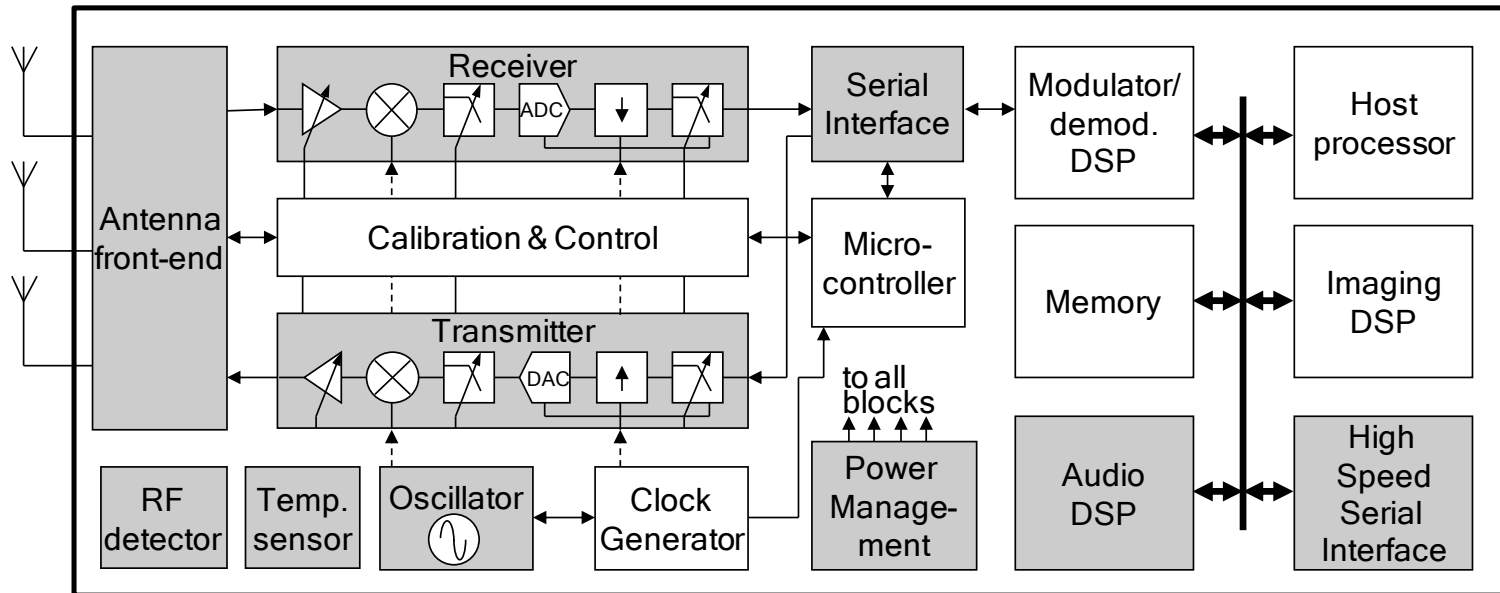 Receiver
ADC
Serial
Interface
Modulator/
demod.
DSP
Host
processor
Antenna
front-end
Calibration & Control
Micro-
controller
Memory
Imaging
DSP
Transmitter
DAC
to all
blocks
RF
detector
Temp.
sensor
Oscillator
Clock
Generator
Power
Manage-
ment
Audio
DSP
High
Speed
Serial
Interface